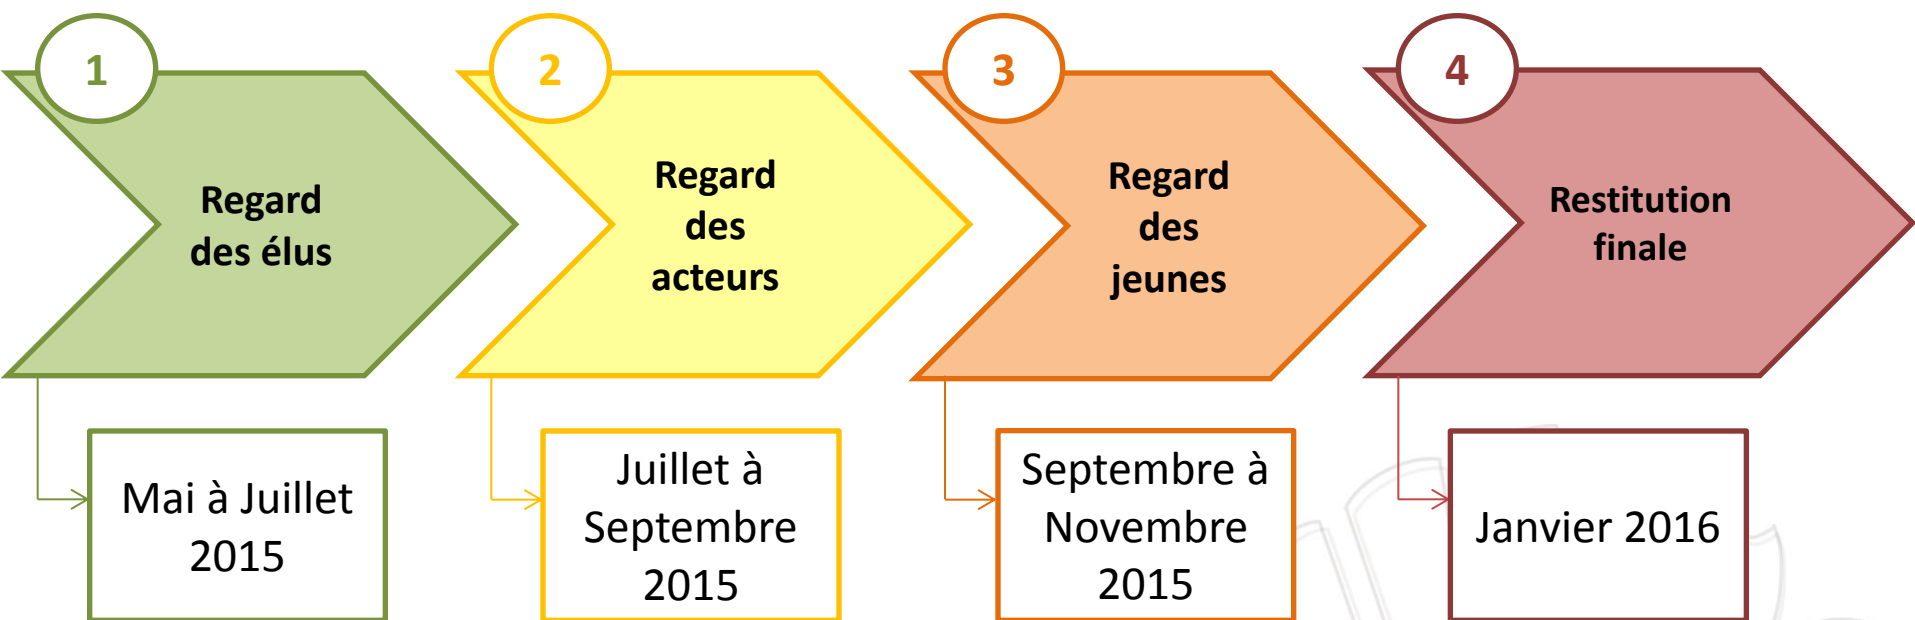 1
Regard
des élus
Mai à Juillet
2015
2
Regard
des
acteurs
Juillet à
Septembre
2015
3
Regard
des
jeunes
Septembre à
Novembre
2015
4
Restitution
finale
Janvier 2016